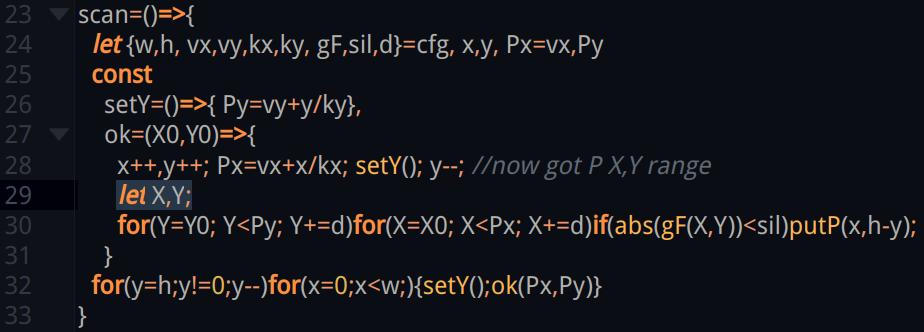 23 scan=()=>{
24 let {w,h, vx,vy,kx,ky, gF,sil,d}=cfg, x,y, Px=vx,Py
25 const
26 setY=()=>{ Py=vy+y/ky},
27 ok=(X0,Y0)=>{
28 x++,y++; Px=vx+x/kx; setY(); y--; //now got P X,Y range
29 let X,Y;
30 for(Y=Y0; Y<Py; Y+=d)for(X=X0; X<Px; X+=d)if(abs(gF(X,Y))<sil)putP(x,h-y);
31 }
32 for(y=h;y!=0;y--)for(x=0;x<w;){setY();ok(Px,Py)}
33 }